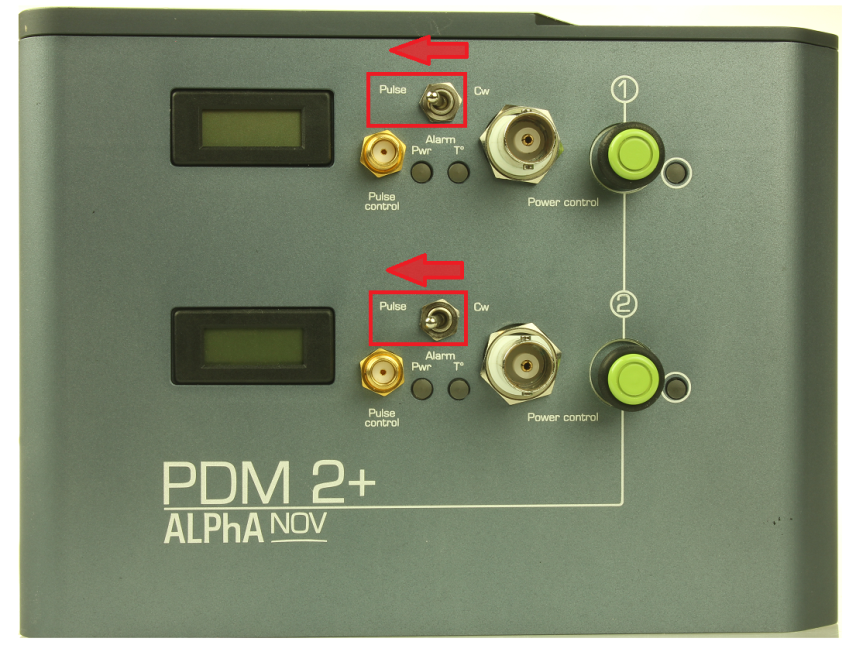 1
Pulse Cw
Alarm
Pwr T°
Pulse
control
Power control
2
Pulse Cw
Alarm
Pwr T°
Pulse
control
Power control
PDM 2+
ALPhA NOV